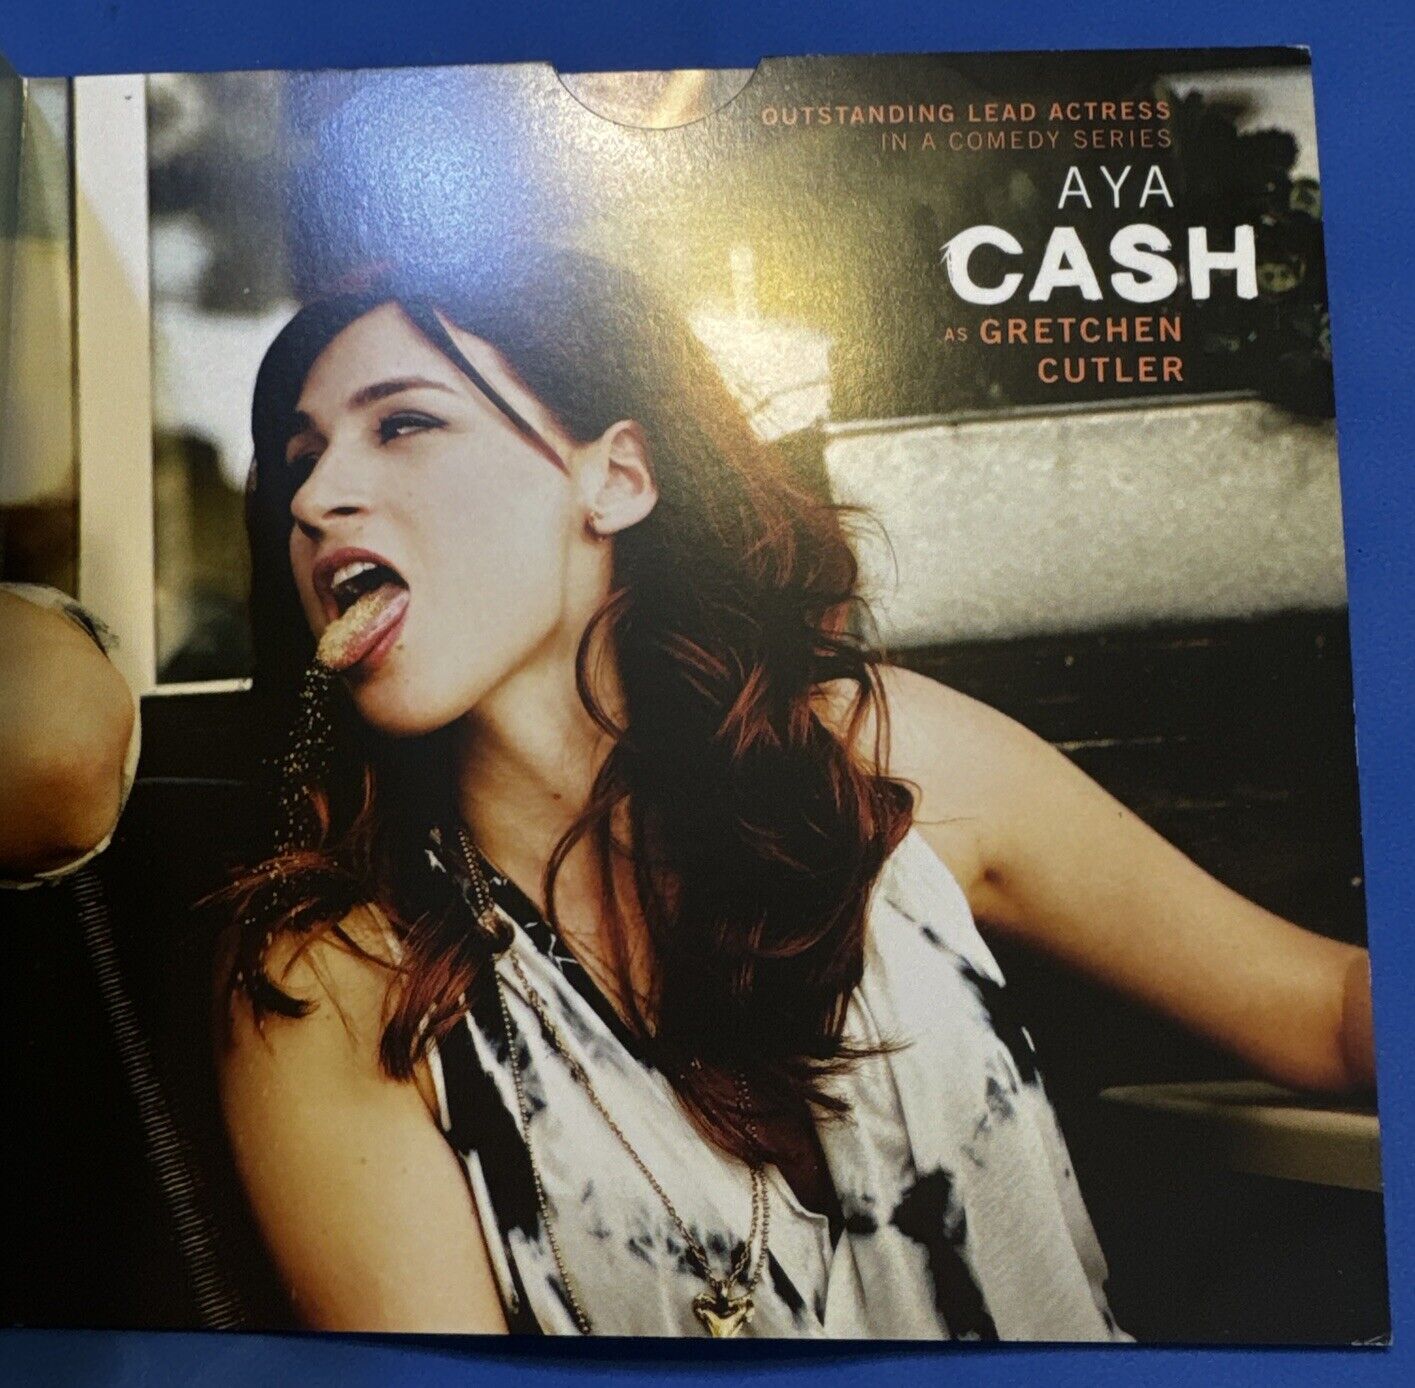 OUTSTANDING LEAD ACTRESS
IN A COMEDY SERIES
AYA
CASH
AS GRETCHEN
CUTLER